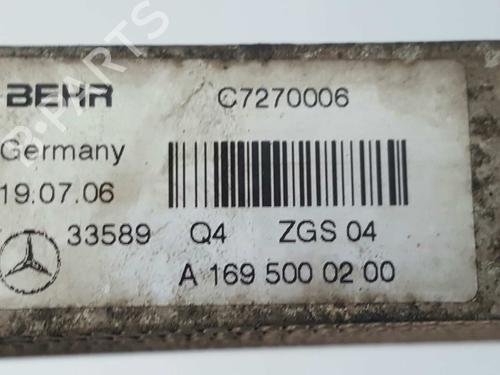 BEHR C7270006
Germany
19.07.06
33589 Q4 ZGS 04
A 169 500 02 00